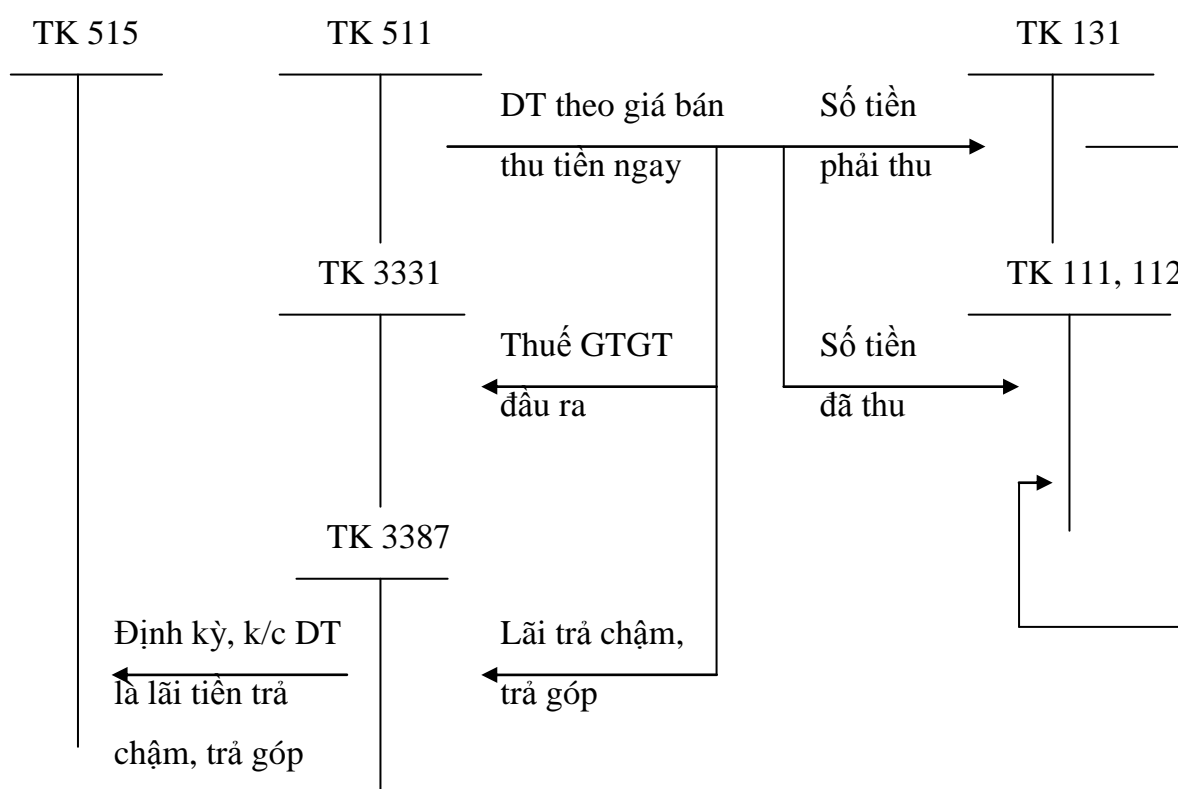 TK 515
TK 511
TK 131
DT theo giá bán
thu tiền ngay
Số tiền
phải thu
TK 3331
TK 111, 112
Thuế GTGT
đầu ra
Số tiền
đã thu
TK 3387
Định kỳ, k/c DT
là lãi tiền trả
chậm, trả góp
Lãi trả chậm,
trả góp